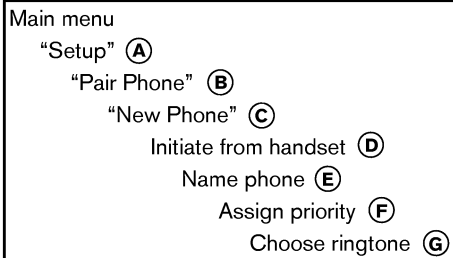 Main menu
“Setup” Ⓐ
“Pair Phone” Ⓑ
“New Phone” Ⓒ
Initiate from handset Ⓓ
Name phone Ⓔ
Assign priority Ⓕ
Choose ringtone Ⓖ